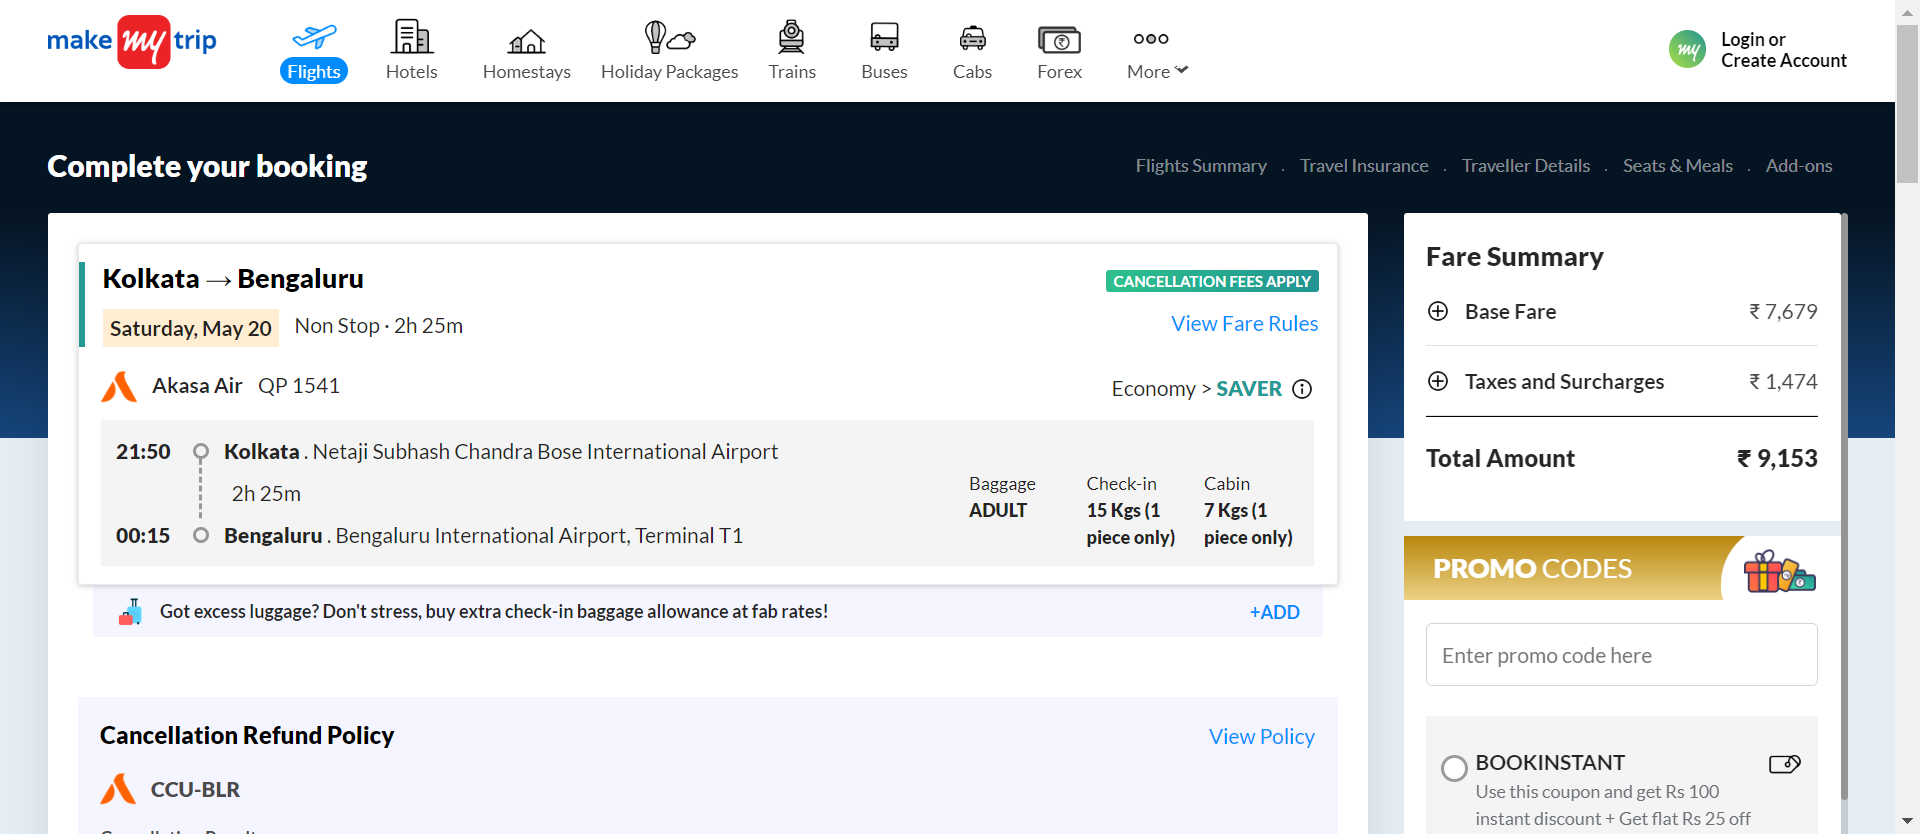 make my trip
Flights
Hotels
Homestays
Holiday Packages
Trains
Buses
Cabs
Forex
More
my
Login or
Create Account
Complete your booking
Flights Summary . Travel Insurance . Traveller Details . Seats & Meals . Add-ons
Kolkata → Bengaluru
CANCELLATION FEES APPLY
Saturday, May 20 Non Stop · 2h 25m
View Fare Rules
Akasa Air QP 1541
Economy > SAVER
21:50 Kolkata . Netaji Subhash Chandra Bose International Airport
2h 25m
00:15 Bengaluru . Bengaluru International Airport, Terminal T1
Baggage
ADULT
Check-in
15 Kgs (1
piece only)
Cabin
7 Kgs (1
piece only)
Got excess luggage? Don't stress, buy extra check-in baggage allowance at fab rates!
+ADD
Cancellation Refund Policy
View Policy
CCU-BLR
Fare Summary
Base Fare ₹ 7,679
Taxes and Surcharges ₹ 1,474
Total Amount ₹ 9,153
PROMO CODES
Enter promo code here
BOOKINSTANT
Use this coupon and get Rs 100
instant discount + Get flat Rs 25 off